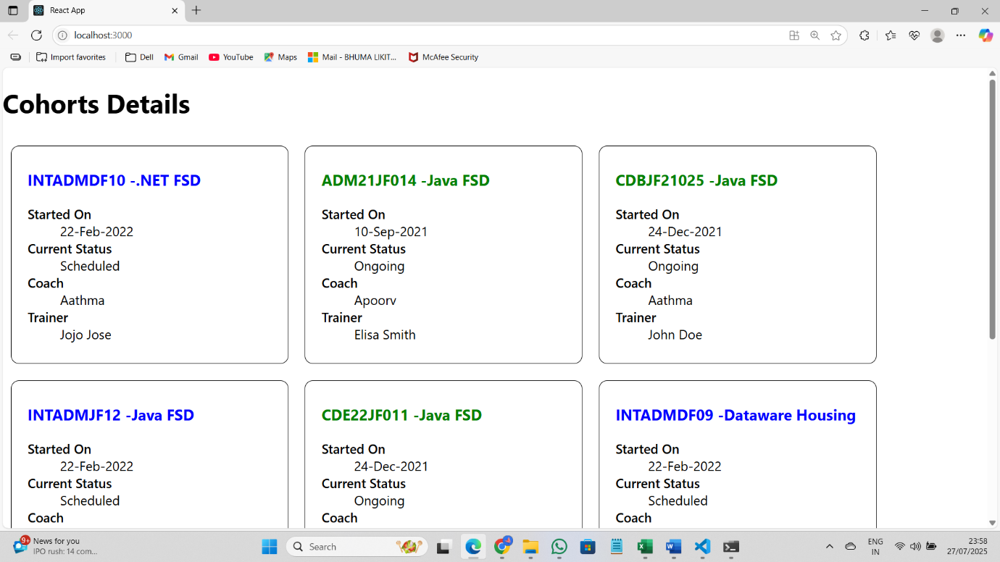 React App
localhost:3000
Import favorites
Dell
Gmail
YouTube
Maps
Mail - BHUMA LIKIT...
McAfee Security
Cohorts Details
INTADMDF10 -.NET FSD
Started On
22-Feb-2022
Current Status
Scheduled
Coach
Aathma
Trainer
Jojo Jose
ADM21JF014 -Java FSD
Started On
10-Sep-2021
Current Status
Ongoing
Coach
Apoorv
Trainer
Elisa Smith
CDBJF21025 -Java FSD
Started On
24-Dec-2021
Current Status
Ongoing
Coach
Aathma
Trainer
John Doe
INTADMJF12 -Java FSD
Started On
22-Feb-2022
Current Status
Scheduled
Coach
CDE22JF011 -Java FSD
Started On
24-Dec-2021
Current Status
Ongoing
Coach
INTADMDF09 -Dataware Housing
Started On
22-Feb-2022
Current Status
Scheduled
Coach
9+
News for you
IPO rush: 14 com...
Search
4
ENG
IN
23:58
27/07/2025